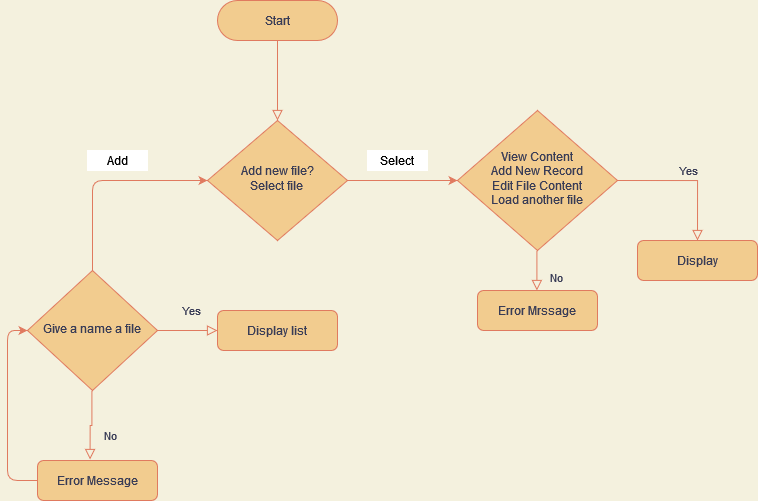 Start
Add
Add new file?
Select file
Select
View Content
Add New Record
Edit File Content
Load another file
Yes
Display
No
Error Mrssage
Give a name a file
Yes
Display list
No
Error Message